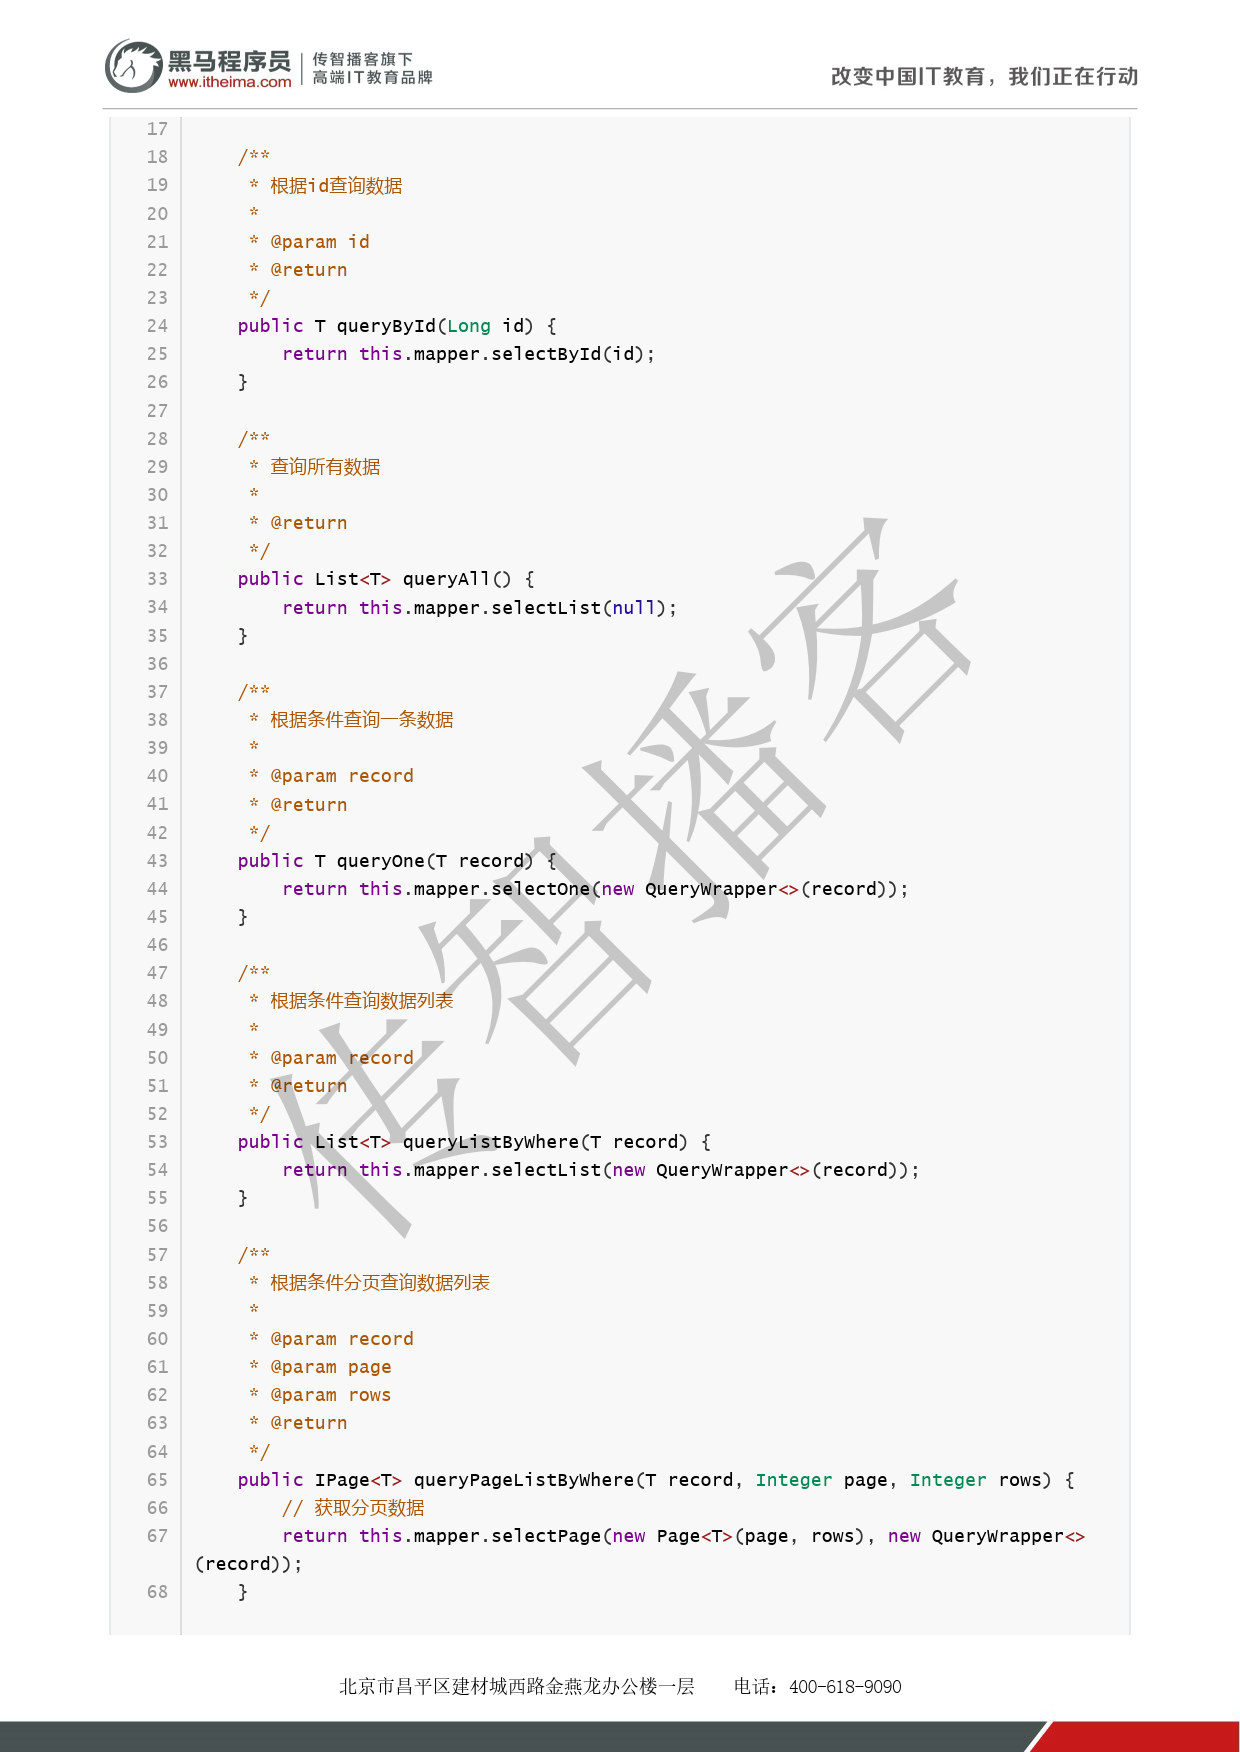 黑马程序员
www.itheima.com
传智播客旗下
高端IT教育品牌
改变中国IT教育，我们正在行动
17
18     /**
19      * 根据id查询数据
20      *
21      * @param id
22      * @return
23      */
24     public T queryById(Long id) {
25         return this.mapper.selectById(id);
26     }
27
28     /**
29      * 查询所有数据
30      *
31      * @return
32      */
33     public List<T> queryAll() {
34         return this.mapper.selectList(null);
35     }
36
37     /**
38      * 根据条件查询一条数据
39      *
40      * @param record
41      * @return
42      */
43     public T queryOne(T record) {
44         return this.mapper.selectOne(new QueryWrapper<>(record));
45     }
46
47     /**
48      * 根据条件查询数据列表
49      *
50      * @param record
51      * @return
52      */
53     public List<T> queryListByWhere(T record) {
54         return this.mapper.selectList(new QueryWrapper<>(record));
55     }
56
57     /**
58      * 根据条件分页查询数据列表
59      *
60      * @param record
61      * @param page
62      * @param rows
63      * @return
64      */
65     public IPage<T> queryPageListByWhere(T record, Integer page, Integer rows) {
66         // 获取分页数据
67         return this.mapper.selectPage(new Page<T>(page, rows), new QueryWrapper<>
(record));
68     }
传智播客
北京市昌平区建材城西路金燕龙办公楼一层 电话：400-618-9090